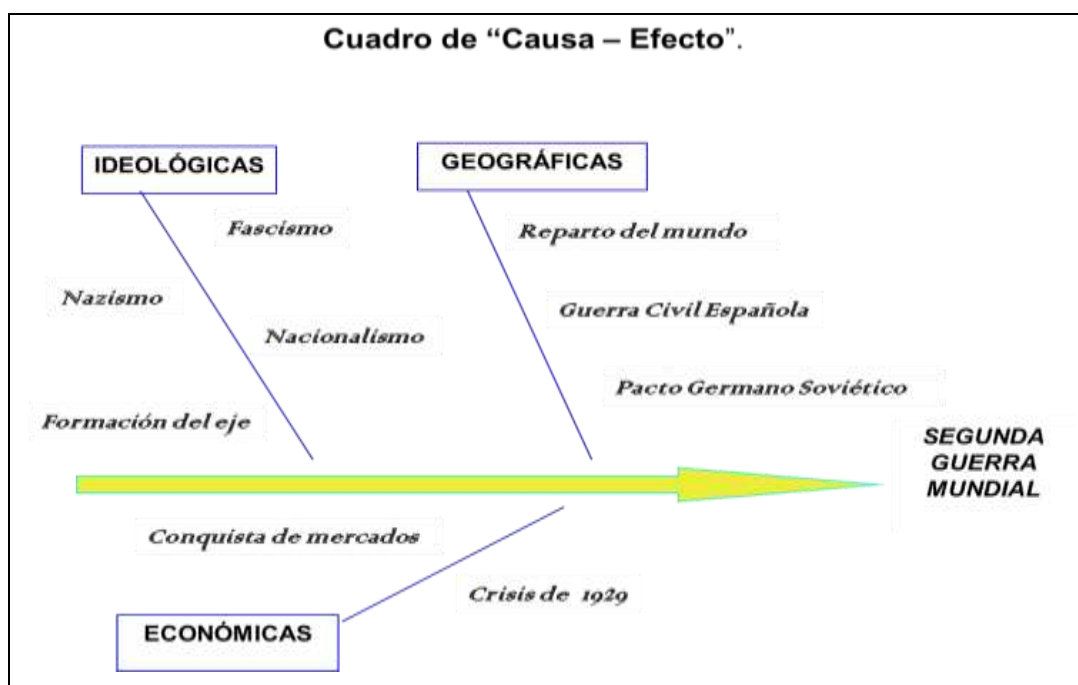 Cuadro de “Causa – Efecto”.
IDEOLÓGICAS
GEOGRÁFICAS
Fascismo
Reparto del mundo
Nazismo
Guerra Civil Española
Nacionalismo
Pacto Germano Soviético
Formación del eje
SEGUNDA
GUERRA
MUNDIAL
Conquista de mercados
Crisis de 1929
ECONÓMICAS